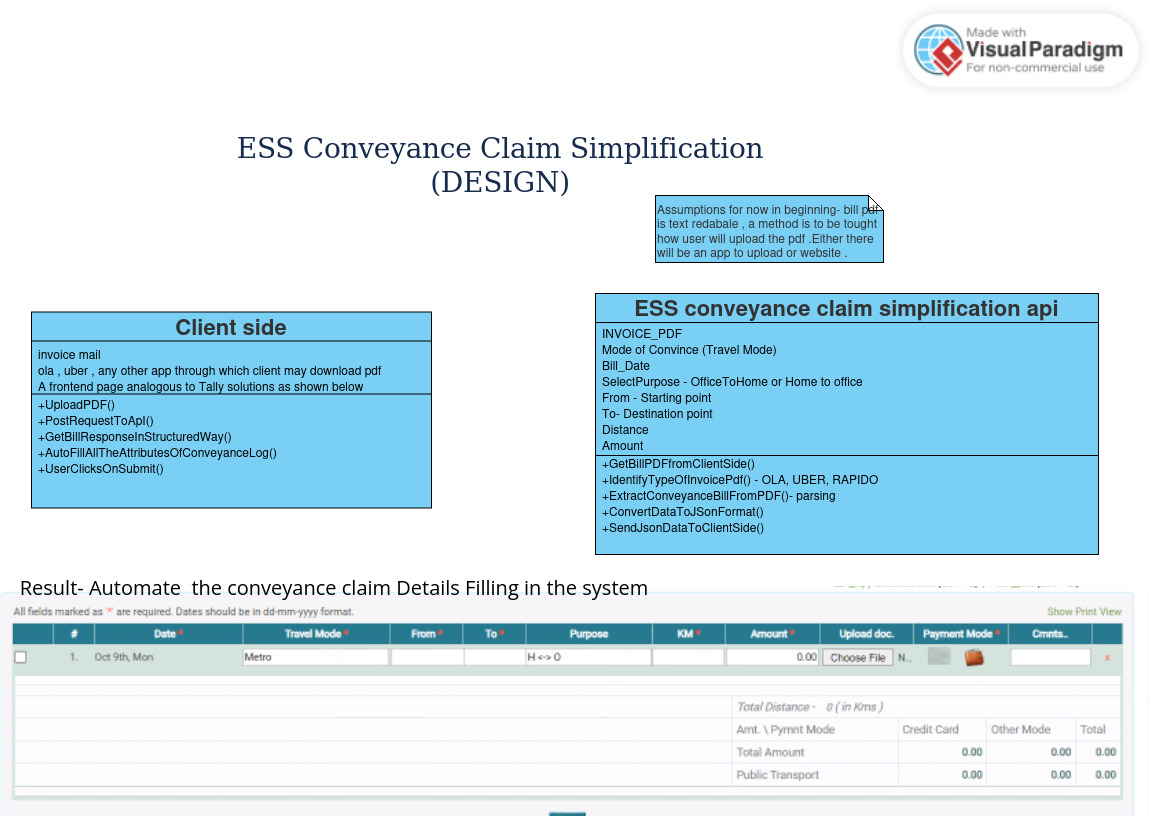 Made with
Visual Paradigm
For non-commercial use
ESS Conveyance Claim Simplification
(DESIGN)
Assumptions for now in beginning- bill pdf
is text redabale , a method is to be tought
how user will upload the pdf .Either there
will be an app to upload or website .
Client side
invoice mail
ola , uber , any other app through which client may download pdf
A frontend page analogous to Tally solutions as shown below
+UploadPDF()
+PostRequestToApI()
+GetBillResponseInStructuredWay()
+AutoFillAllTheAttributesOfConveyanceLog()
+UserClicksOnSubmit()
ESS conveyance claim simplification api
INVOICE_PDF
Mode of Convince (Travel Mode)
Bill_Date
SelectPurpose - OfficeToHome or Home to office
From - Starting point
To- Destination point
Distance
Amount
+GetBillPDFfromClientSide()
+IdentifyTypeOfInvoicePdf() - OLA, UBER, RAPIDO
+ExtractConveyanceBillFromPDF()- parsing
+ConvertDataToJSonFormat()
+SendJsonDataToClientSide()
Result- Automate the conveyance claim Details Filling in the system
All fields marked as * are required. Dates should be in dd-mm-yyyy format.
Show Print View
# Date * Travel Mode * From * To * Purpose KM * Amount * Upload doc. Payment Mode * Cmnts..
1. Oct 9th, Mon Metro H <-> O 0.00 Choose File N.. x
Total Distance - 0 ( in Kms )
Amt. \ Pymnt Mode Credit Card Other Mode Total
Total Amount 0.00 0.00 0.00
Public Transport 0.00 0.00 0.00